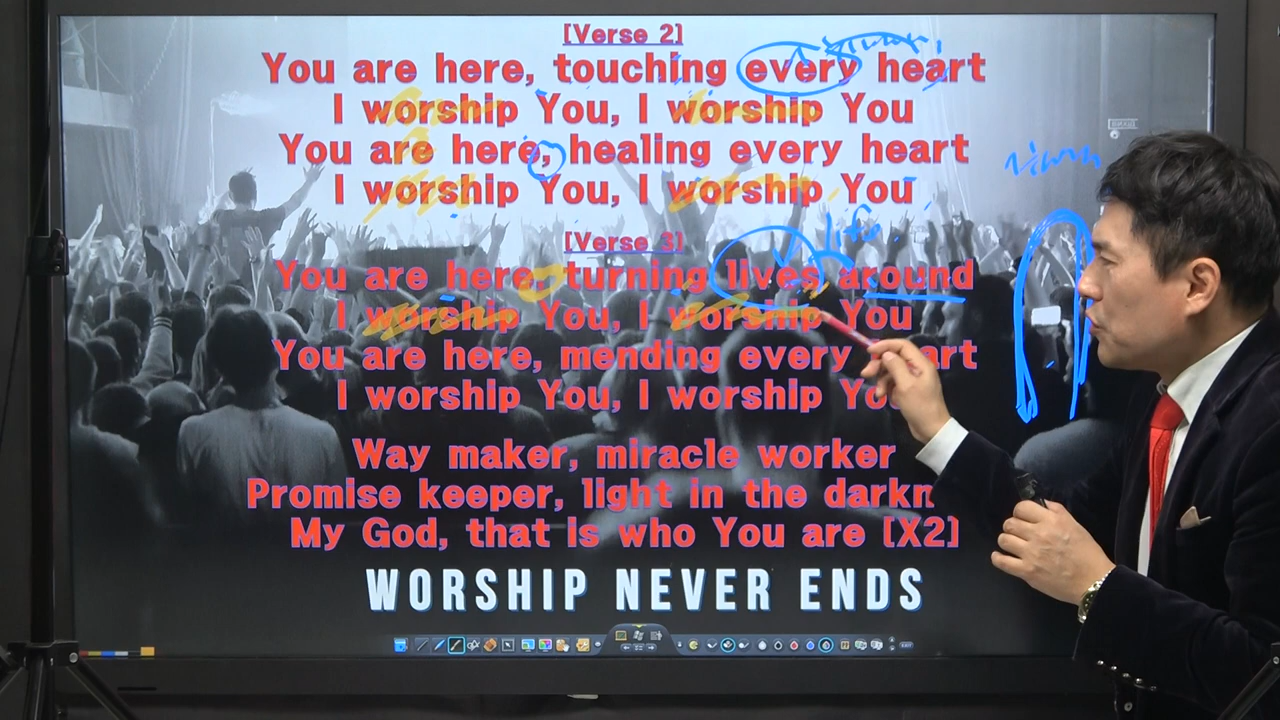 [Verse 2]
You are here, touching every heart
I worship You, I worship You
You are here, healing every heart
I worship You, I worship You
[Verse 3]
life
You are here, turning lives around
I worship You, I worship You
You are here, mending every
I worship You, I worship
Way maker, miracle worker
Promise keeper, light in the
My God, that is who You are [X2]
WORSHIP NEVER ENDS